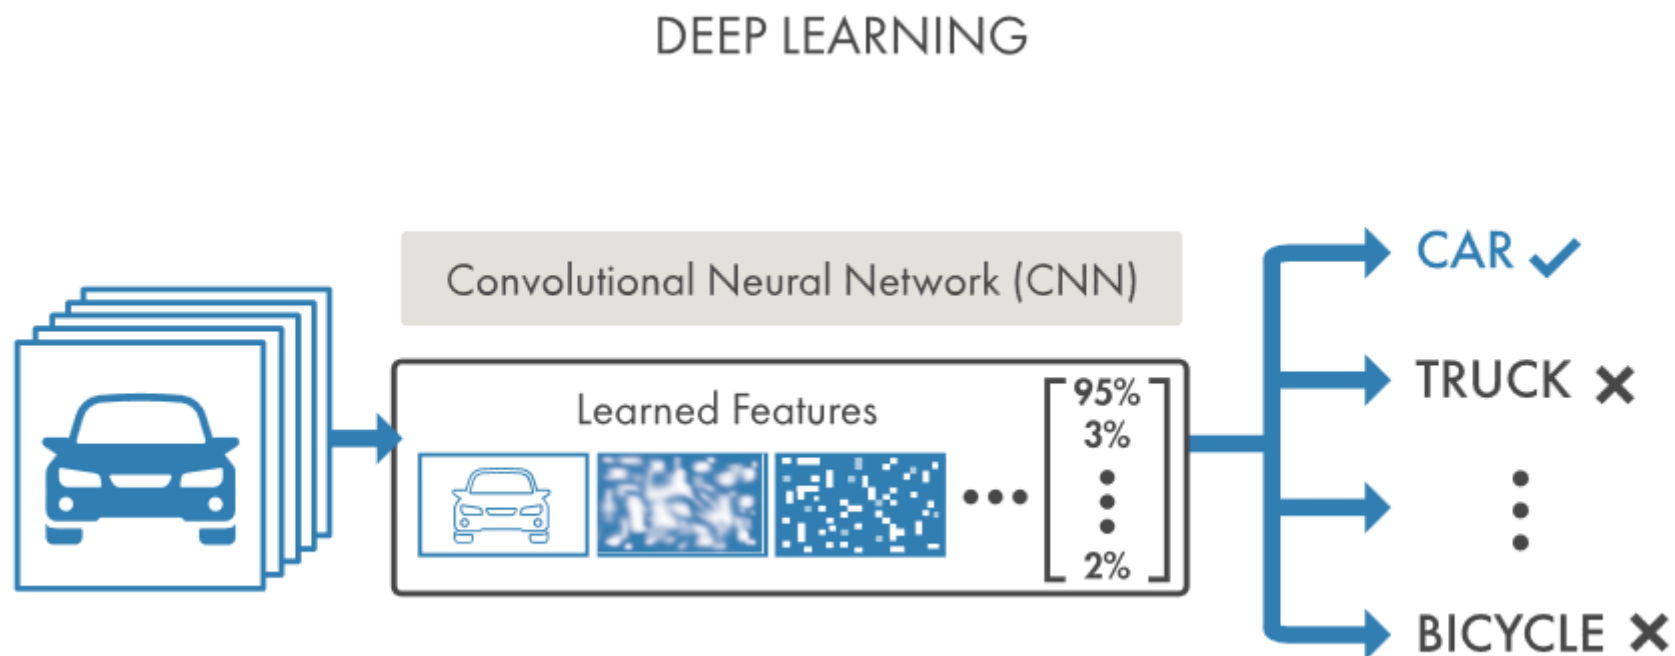 DEEP LEARNING
Convolutional Neural Network (CNN)
Learned Features
95%
3%
2%
CAR
TRUCK
BICYCLE